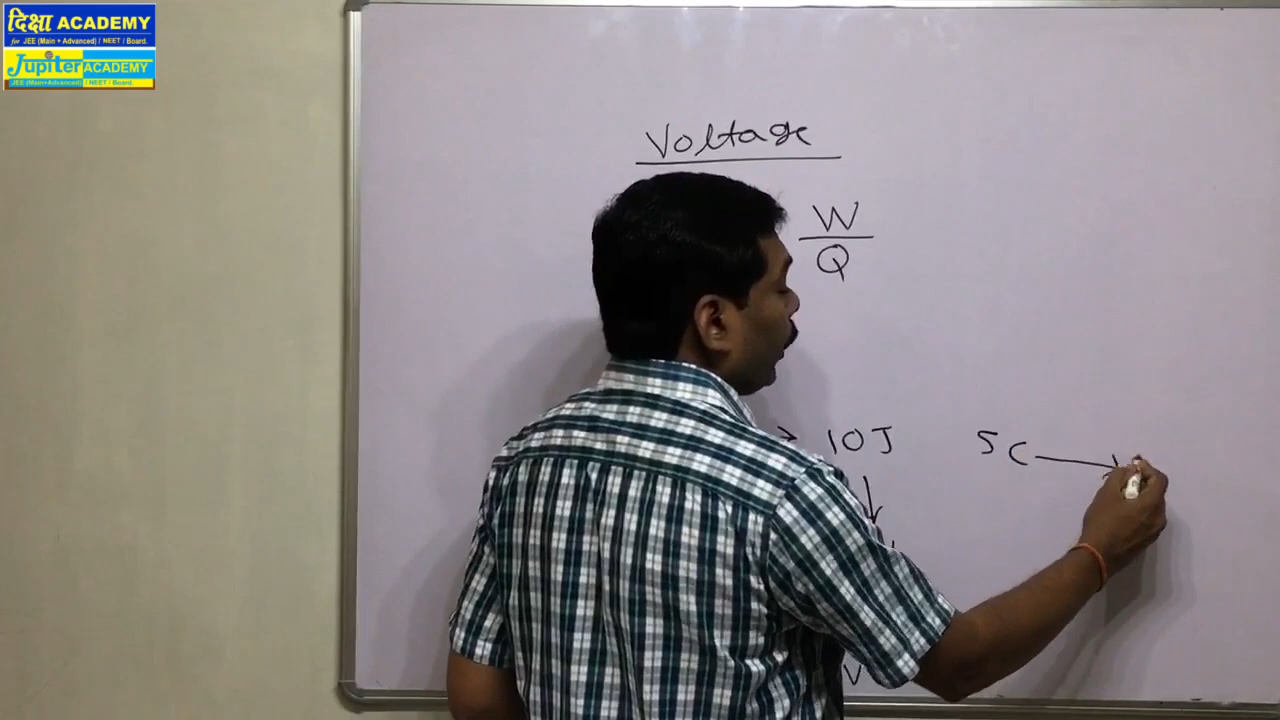 दिक्षा ACADEMY
for JEE (Main + Advanced) / NEET / Board.
Jupiter ACADEMY
JEE (Main+Advanced) / NEET / Board.
Voltage
W
Q
10J 5C
V